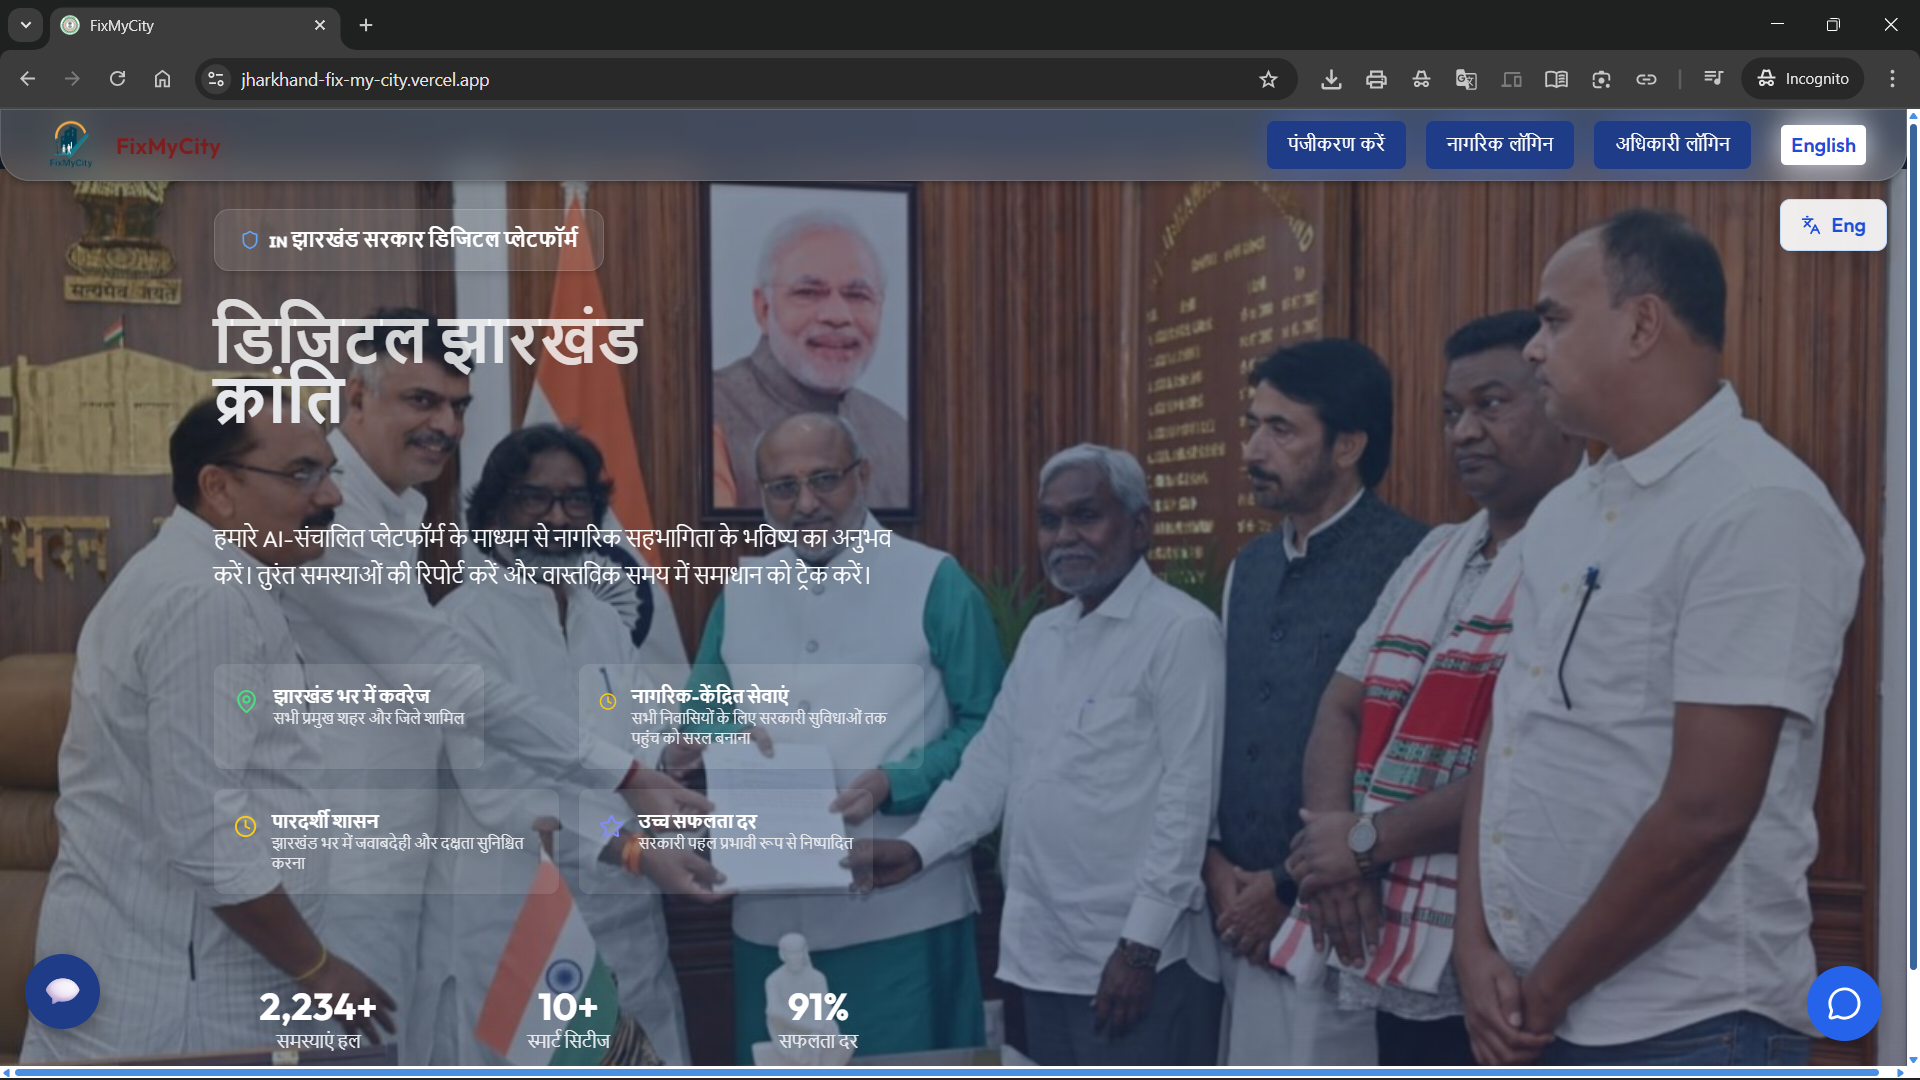 FixMyCity
jharkhand-fix-my-city.vercel.app
Incognito
FixMyCity
FixMyCity
पंजीकरण करें
नागरिक लॉगिन
अधिकारी लॉगिन
English
Eng
IN झारखंड सरकार डिजिटल प्लेटफॉर्म
सत्यमेव जयते
डिजिटल झारखंड
क्रांति
हमारे AI-संचालित प्लेटफॉर्म के माध्यम से नागरिक सहभागिता के भविष्य का अनुभव
करें। तुरंत समस्याओं की रिपोर्ट करें और वास्तविक समय में समाधान को ट्रैक करें।
झारखंड भर में कवरेज
सभी प्रमुख शहर और जिले शामिल
नागरिक-केंद्रित सेवाएं
सभी निवासियों के लिए सरकारी सुविधाओं तक
पहुंच को सरल बनाना
पारदर्शी शासन
झारखंड भर में जवाबदेही और दक्षता सुनिश्चित
करना
उच्च सफलता दर
सरकारी पहल प्रभावी रूप से निष्पादित
2,234+
समस्याएं हल
10+
स्मार्ट सिटीज
91%
सफलता दर